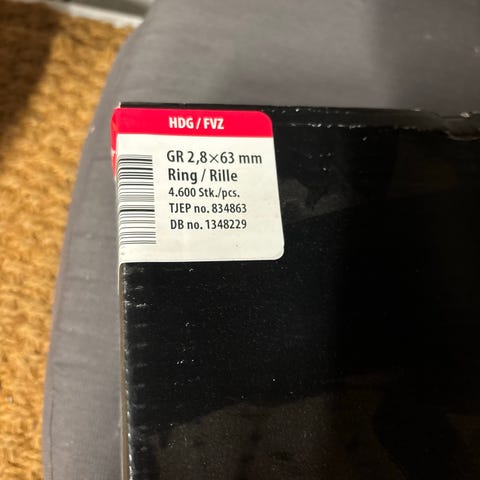 HDG / FVZ
GR 2,8×63 mm
Ring / Rille
4.600 Stk./pcs.
TJEP no. 834863
DB no. 1348229